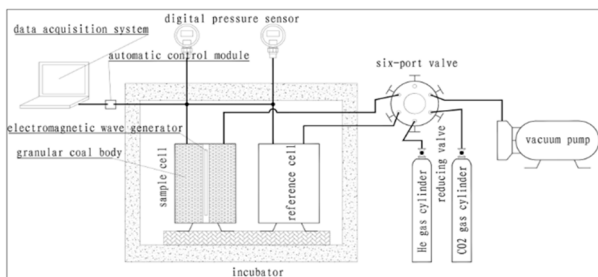 digital pressure sensor
data acquisition system
automatic control module
six-port valve
electromagnetic wave generator
granular coal body
sample cell
reference cell
reducing valve
vacuum pump
He gas cylinder
CO2 gas cylinder
incubator